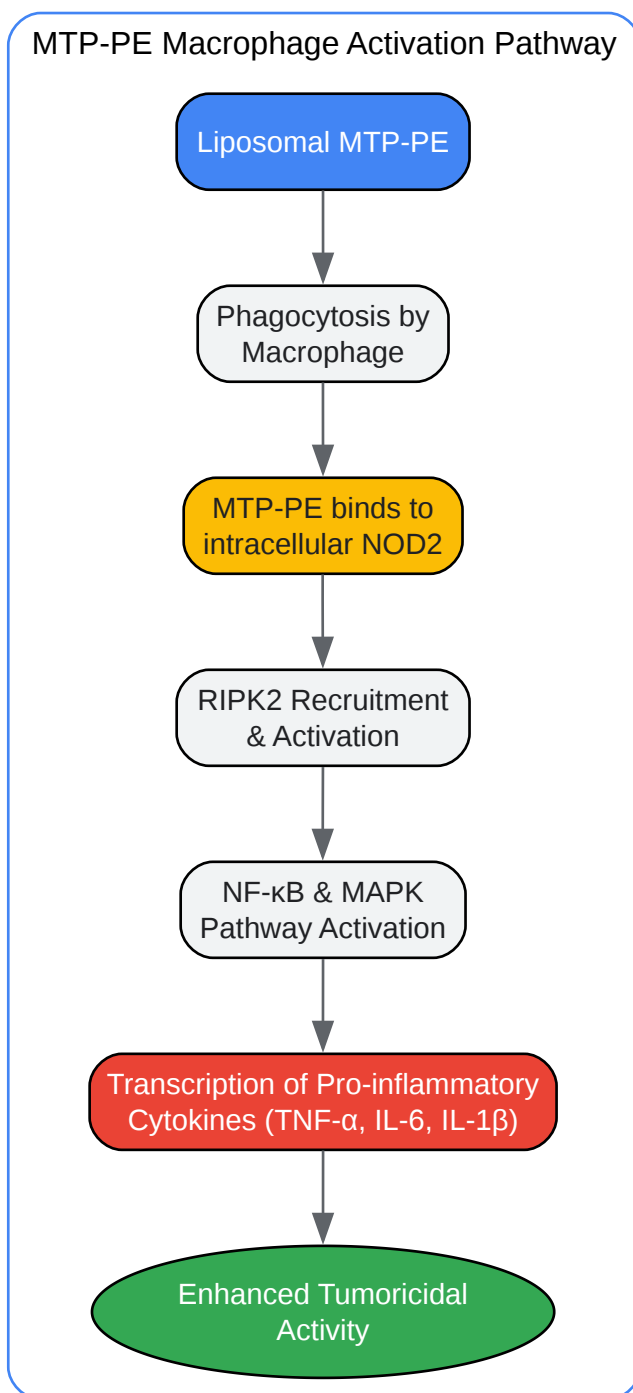 MTP-PE Macrophage Activation Pathway
Liposomal MTP-PE
Phagocytosis by
Macrophage
MTP-PE binds to
intracellular NOD2
RIPK2 Recruitment
& Activation
NF-κB & MAPK
Pathway Activation
Transcription of Pro-inflammatory
Cytokines (TNF-α, IL-6, IL-1β)
Enhanced Tumoricidal
Activity